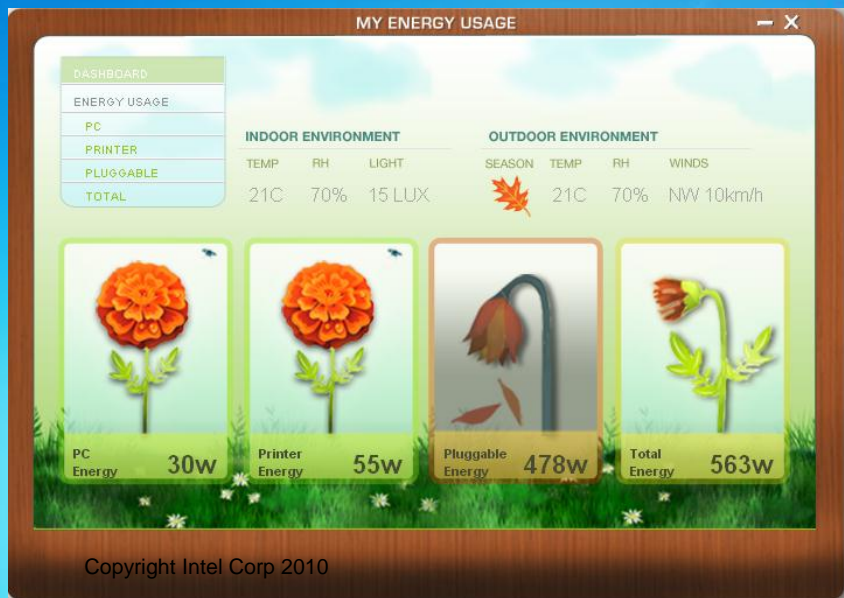 MY ENERGY USAGE
DASHBOARD
ENERGY USAGE
PC
PRINTER
PLUGGABLE
TOTAL
INDOOR ENVIRONMENT
TEMP RH LIGHT
21C 70% 15 LUX
OUTDOOR ENVIRONMENT
SEASON TEMP RH WINDS
21C 70% NW 10km/h
PC
Energy 30w
Printer
Energy 55w
Pluggable
Energy 478w
Total
Energy 563w
Copyright Intel Corp 2010